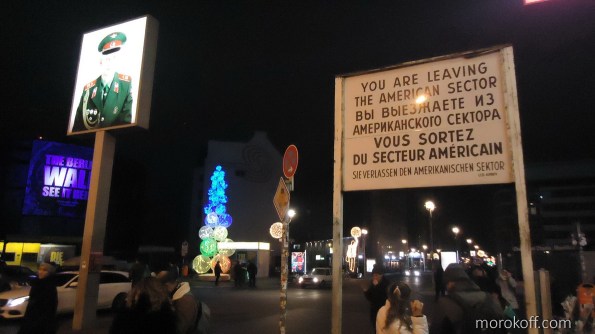 THE BERLIN
WALL
SEE IT HERE
YOU ARE LEAVING
THE AMERICAN SECTOR
ВЫ ВЫЕЗЖАЕТЕ ИЗ
АМЕРИКАНСКОГО СЕКТОРА
VOUS SORTEZ
DU SECTEUR AMÉRICAIN
SIE VERLASSEN DEN AMERIKANISCHEN SEKTOR
morokoff.com